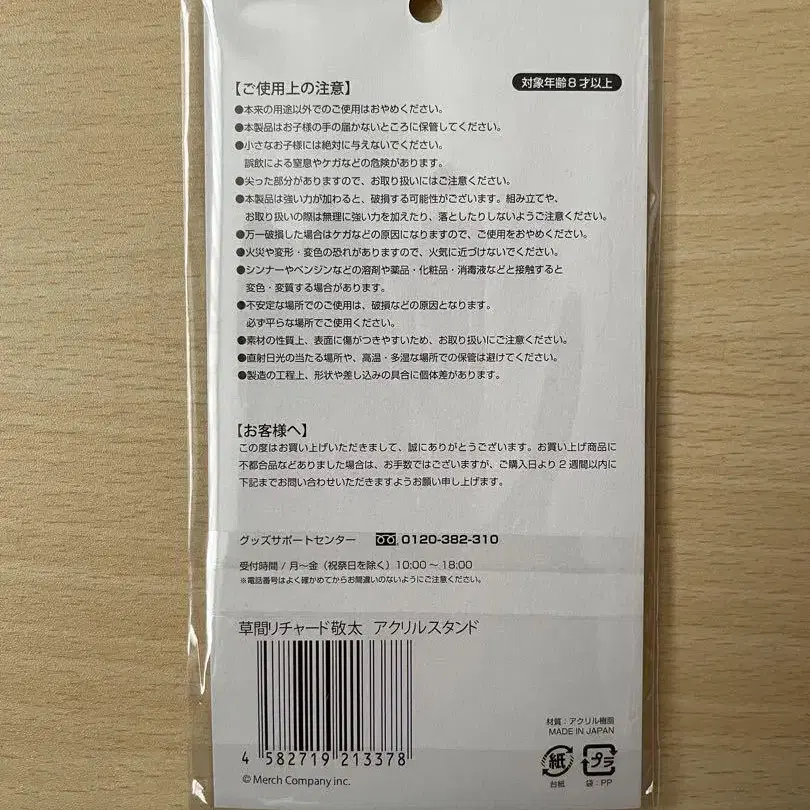 【ご使用上の注意】
対象年齢8才以上
●本来の用途以外でのご使用はおやめください。
●本製品はお子様の手の届かないところに保管してください。
●小さなお子様には絶対に与えないでください。
誤飲による窒息やケガなどの危険があります。
●尖った部分がありますので、お取り扱いにはご注意ください。
●本製品は強い力が加わると、破損する可能性がございます。組み立てや、
お取り扱いの際は無理に強い力を加えたり、落としたりしないようご注意ください。
●万一破損した場合はケガなどの原因になりますので、ご使用をおやめください。
●火災や変形・変色の恐れがありますので、火気に近づけないでください。
●シンナーやベンジンなどの溶剤や薬品・化粧品・消毒液などと接触すると
変色・変質する場合があります。
●不安定な場所でのご使用は、破損などの原因となります。
必ず平らな場所でご使用ください。
●素材の性質上、表面に傷がつきやすいため、お取り扱いにご注意ください。
●直射日光の当たる場所や、高温・多湿な場所での保管は避けてください。
●製造の工程上、形状や差し込みの具合に個体差があります。
【お客様へ】
この度はお買い上げいただきまして、誠にありがとうございます。お買い上げ商品に
不都合品などありました場合は、お手数ではございますが、ご購入日より2週間以内に
下記までお問い合わせいただきますようお願い申し上げます。
グッズサポートセンター 0120-382-310
受付時間/月〜金（祝祭日を除く）10:00〜18:00
※電話番号はよく確かめてからお間違いのないようにご注意ください。
草間リチャード敬太 アクリルスタンド
4 582719 213378
© Merch Company inc.
材質：アクリル樹脂
MADE IN JAPAN
紙 プラ
台紙 袋：PP